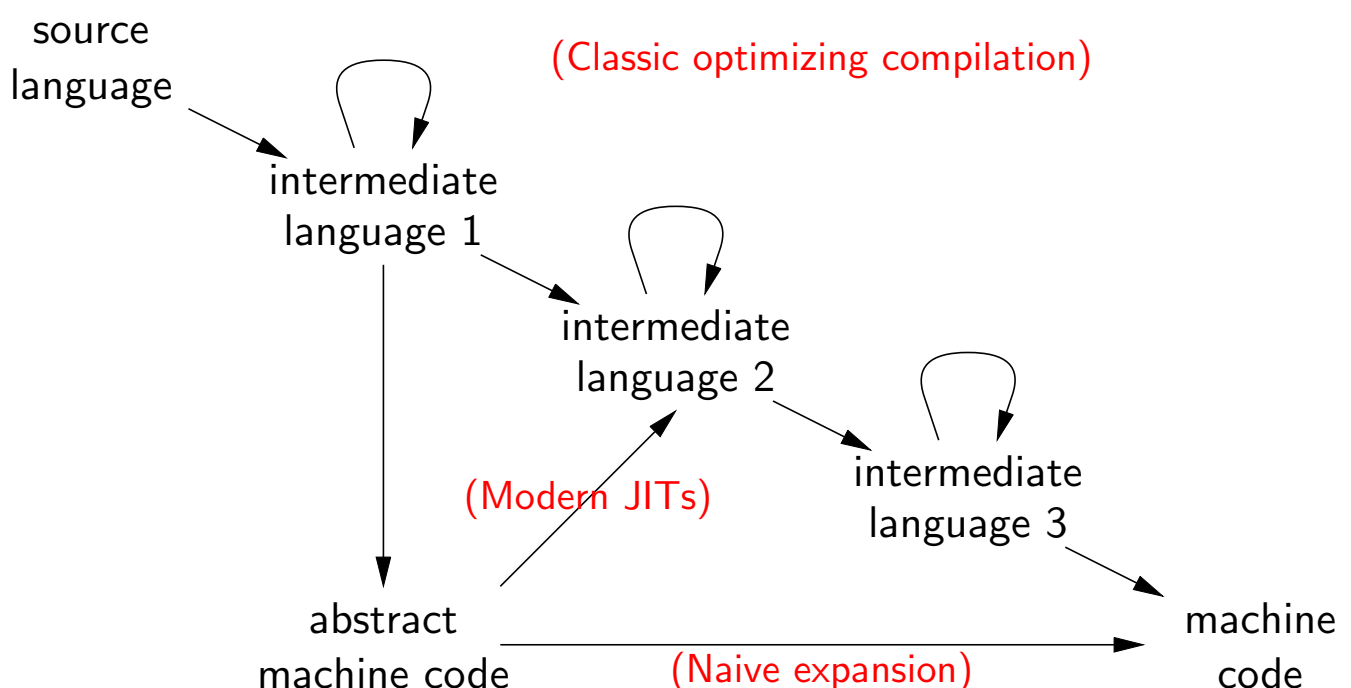 source
language
(Classic optimizing compilation)
intermediate
language 1
intermediate
language 2
intermediate
language 3
(Modern JITs)
abstract
machine code
(Naive expansion)
machine
code